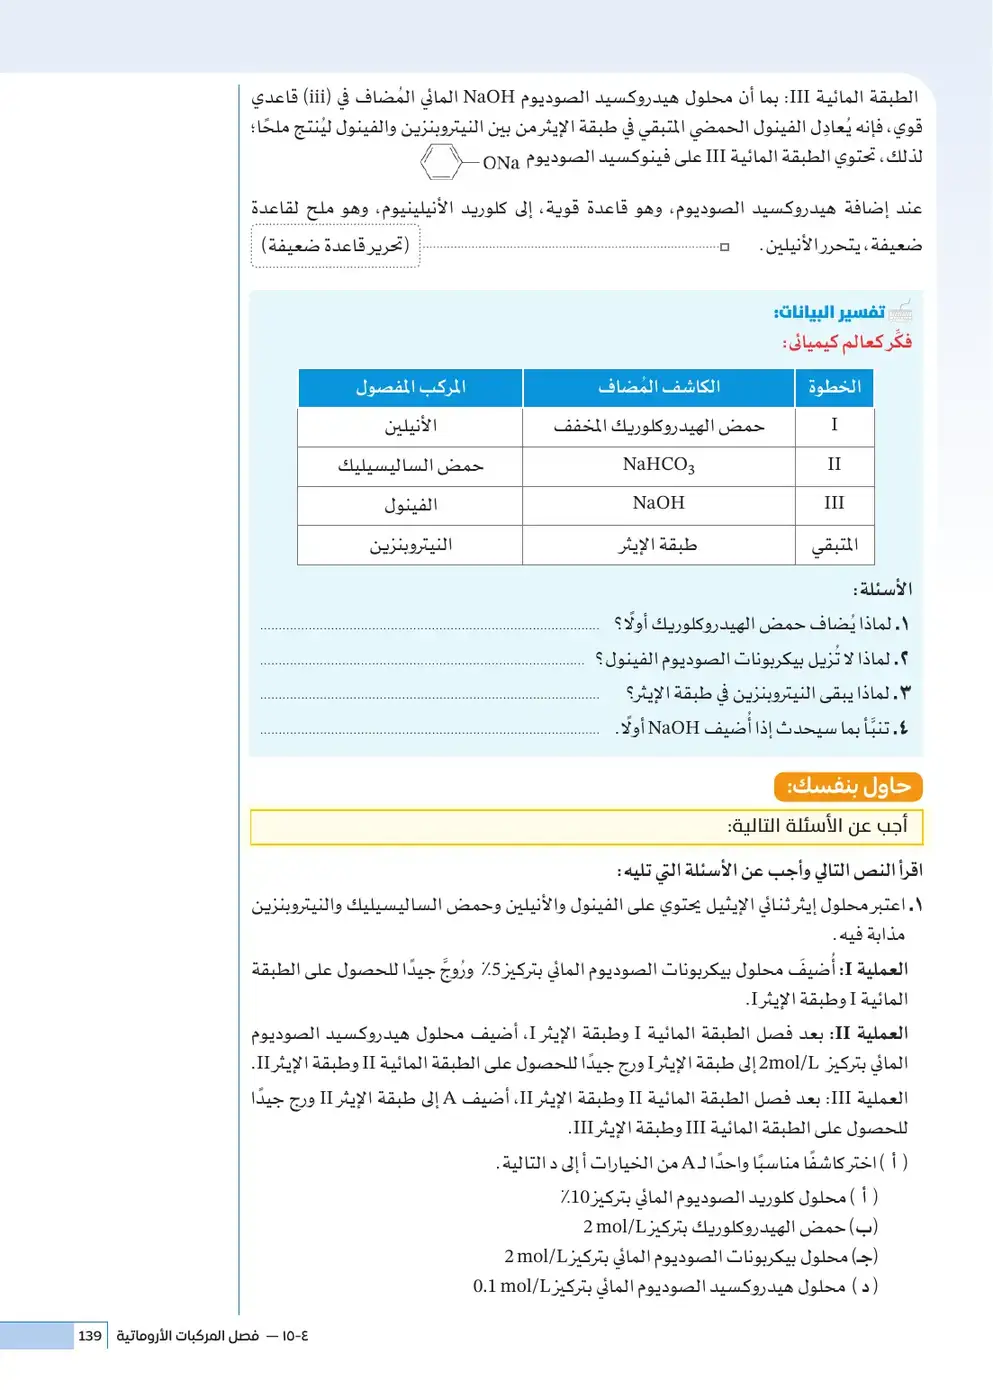 الطبقة المائية III: بما أن محلول هيدروكسيد الصوديوم NaOH المائي المُضاف في (iii) قاعدي
قوي، فإنه يُعادِل الفينول الحمضي المتبقي في طبقة الإيثر من بين النيتروبنزين والفينول ليُنتج ملحًا؛
لذلك، تحتوي الطبقة المائية III على فينوكسيد الصوديوم ONa
عند إضافة هيدروكسيد الصوديوم، وهو قاعدة قوية، إلى كلوريد الأنيلينيوم، وهو ملح لقاعدة
ضعيفة، يتحرر الأنيلين. (تحرير قاعدة ضعيفة)
تفسير البيانات:
فكِّر كعالم كيميائي:
الخطوة الكاشف المُضاف المركب المفصول
I حمض الهيدروكلوريك المخفف الأنيلين
II NaHCO₃ حمض الساليسيليك
III NaOH الفينول
المتبقي طبقة الإيثر النيتروبنزين
الأسئلة:
١. لماذا يُضاف حمض الهيدروكلوريك أولًا؟
٢. لماذا لا تُزيل بيكربونات الصوديوم الفينول؟
٣. لماذا يبقى النيتروبنزين في طبقة الإيثر؟
٤. تنبَّأ بما سيحدث إذا أُضيف NaOH أولًا.
حاول بنفسك:
أجب عن الأسئلة التالية:
اقرأ النص التالي وأجب عن الأسئلة التي تليه:
١. اعتبر محلول إيثر ثنائي الإيثيل يحتوي على الفينول والأنيلين وحمض الساليسيليك والنيتروبنزين
مذابة فيه.
العملية I: أُضيفَ محلول بيكربونات الصوديوم المائي بتركيز 5٪ ورُوجَّ جيدًا للحصول على الطبقة
المائية I وطبقة الإيثر I.
العملية II: بعد فصل الطبقة المائية I وطبقة الإيثر I، أضيف محلول هيدروكسيد الصوديوم
المائي بتركيز 2mol/L إلى طبقة الإيثر I ورج جيدًا للحصول على الطبقة المائية II وطبقة الإيثر II.
العملية III: بعد فصل الطبقة المائية II وطبقة الإيثر II، أضيف A إلى طبقة الإيثر II ورج جيدًا
للحصول على الطبقة المائية III وطبقة الإيثر III.
( أ ) اختر كاشفًا مناسبًا واحدًا لـ A من الخيارات أ إلى د التالية.
( أ ) محلول كلوريد الصوديوم المائي بتركيز 10٪
(ب) حمض الهيدروكلوريك بتركيز 2 mol/L
(جـ) محلول بيكربونات الصوديوم المائي بتركيز 2 mol/L
( د ) محلول هيدروكسيد الصوديوم المائي بتركيز 0.1 mol/L
٤-١٥ — فصل المركبات الأروماتية 139